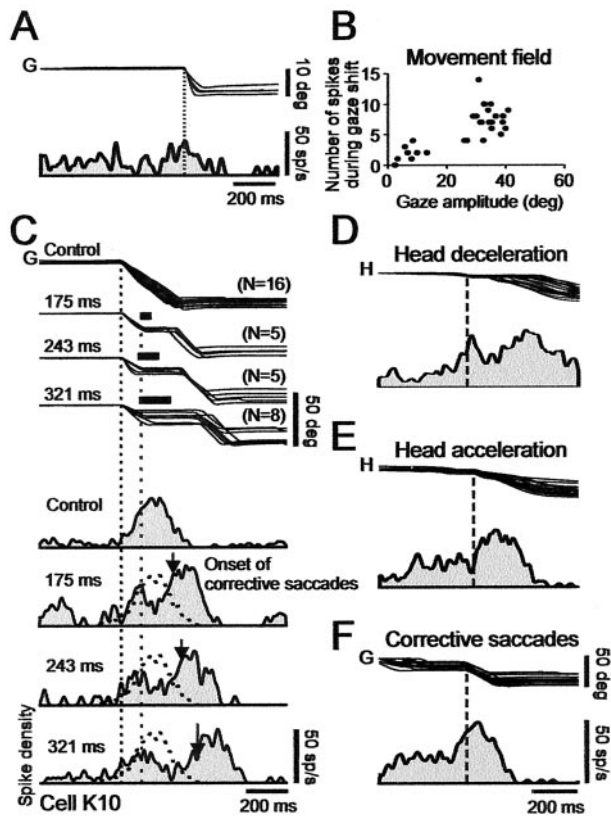 A
G
10 deg
50 sp/s
200 ms
B
Movement field
Number of spikes
during gaze shift
15
10
5
0
0 20 40 60
Gaze amplitude (deg)
C
Control
G
(N=16)
175 ms
(N=5)
243 ms
(N=5)
321 ms
(N=8)
50 deg
Control
175 ms
Onset of
corrective saccades
243 ms
321 ms
Spike density
50 sp/s
Cell K10
200 ms
D
Head deceleration
H
E
Head acceleration
H
F
Corrective saccades
G
50 deg
50 sp/s
200 ms